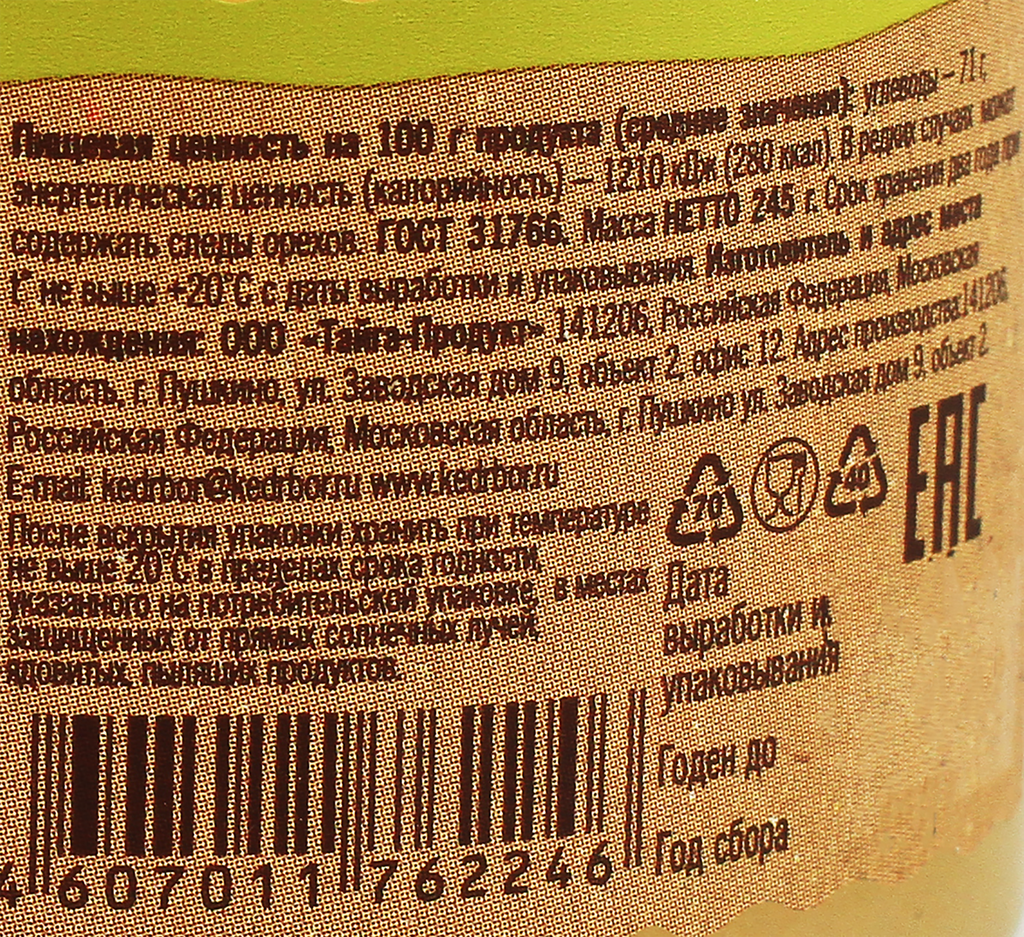 Пищевая ценность на 100 г продукта (средние значения): углеводы – 71 г,
энергетическая ценность (калорийность) – 1210 кДж (280 ккал). В редких случаях может
содержать следы орехов. ГОСТ 31766. Масса НЕТТО 245 г. Срок хранения два года при
t° не выше +20°С с даты выработки и упаковывания. Изготовитель и адрес места
нахождения: ООО «Тайга-Продукт» 141206, Российская Федерация, Московская
область, г. Пушкино, ул. Заводская дом 9, объект 2, офис 12. Адрес производства:141206,
Российская Федерация, Московская область, г. Пушкино ул. Заводская дом 9, объект 2.
E-mail: kedrbor@kedrbor.ru www.kedrbor.ru
После вскрытия упаковки хранить при температуре
не выше 20°С в пределах срока годности,
указанного на потребительской упаковке, в местах
защищенных от прямых солнечных лучей,
ядовитых, пылящих продуктов.
70
40
EAC
Дата
выработки и
упаковывания
Годен до
Год сбора
4 607011 762246